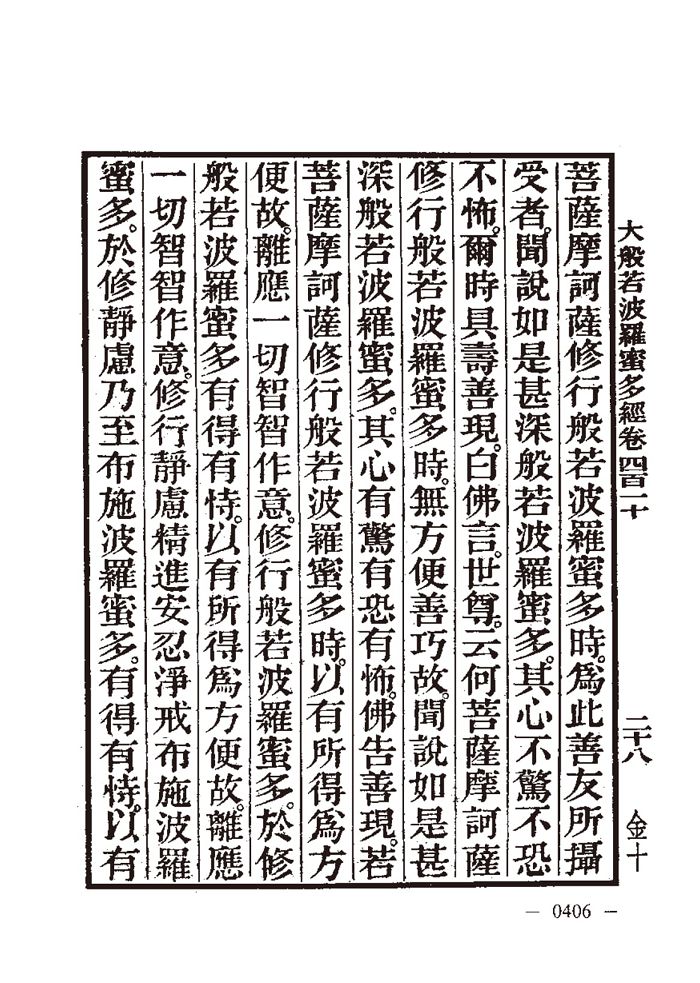 大般若波羅蜜多經卷四百二十
二十八
金十
菩薩摩訶薩修行般若波羅蜜多時。爲此善友所攝
受者。聞說如是甚深般若波羅蜜多。其心不驚不恐
不怖。爾時具壽善現。白佛言。世尊。云何菩薩摩訶薩
修行般若波羅蜜多時。無方便善巧故。聞說如是甚
深般若波羅蜜多。其心有驚有恐有怖。佛告善現。若
菩薩摩訶薩修行般若波羅蜜多時。以有所得爲方
便故。離應一切智智作意。修行般若波羅蜜多。於修
般若波羅蜜多有得有恃。以有所得爲方便故。離應
一切智智作意。修行靜慮精進安忍淨戒布施波羅
蜜多。於修靜慮。乃至布施波羅蜜多。有得有恃。以有
— 0406 —